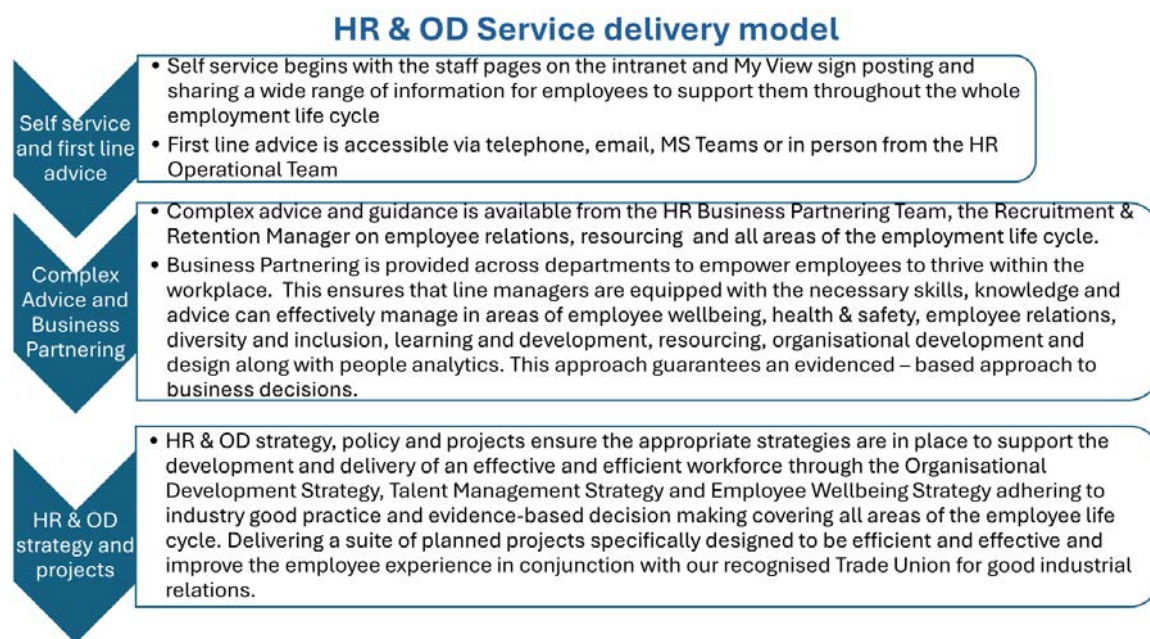 HR & OD Service delivery model
Self service
and first line
advice
• Self service begins with the staff pages on the intranet and My View sign posting and
sharing a wide range of information for employees to support them throughout the whole
employment life cycle
• First line advice is accessible via telephone, email, MS Teams or in person from the HR
Operational Team
Complex
Advice and
Business
Partnering
• Complex advice and guidance is available from the HR Business Partnering Team, the Recruitment &
Retention Manager on employee relations, resourcing and all areas of the employment life cycle.
• Business Partnering is provided across departments to empower employees to thrive within the
workplace. This ensures that line managers are equipped with the necessary skills, knowledge and
advice can effectively manage in areas of employee wellbeing, health & safety, employee relations,
diversity and inclusion, learning and development, resourcing, organisational development and
design along with people analytics. This approach guarantees an evidenced – based approach to
business decisions.
HR & OD
strategy and
projects
• HR & OD strategy, policy and projects ensure the appropriate strategies are in place to support the
development and delivery of an effective and efficient workforce through the Organisational
Development Strategy, Talent Management Strategy and Employee Wellbeing Strategy adhering to
industry good practice and evidence-based decision making covering all areas of the employee life
cycle. Delivering a suite of planned projects specifically designed to be efficient and effective and
improve the employee experience in conjunction with our recognised Trade Union for good industrial
relations.